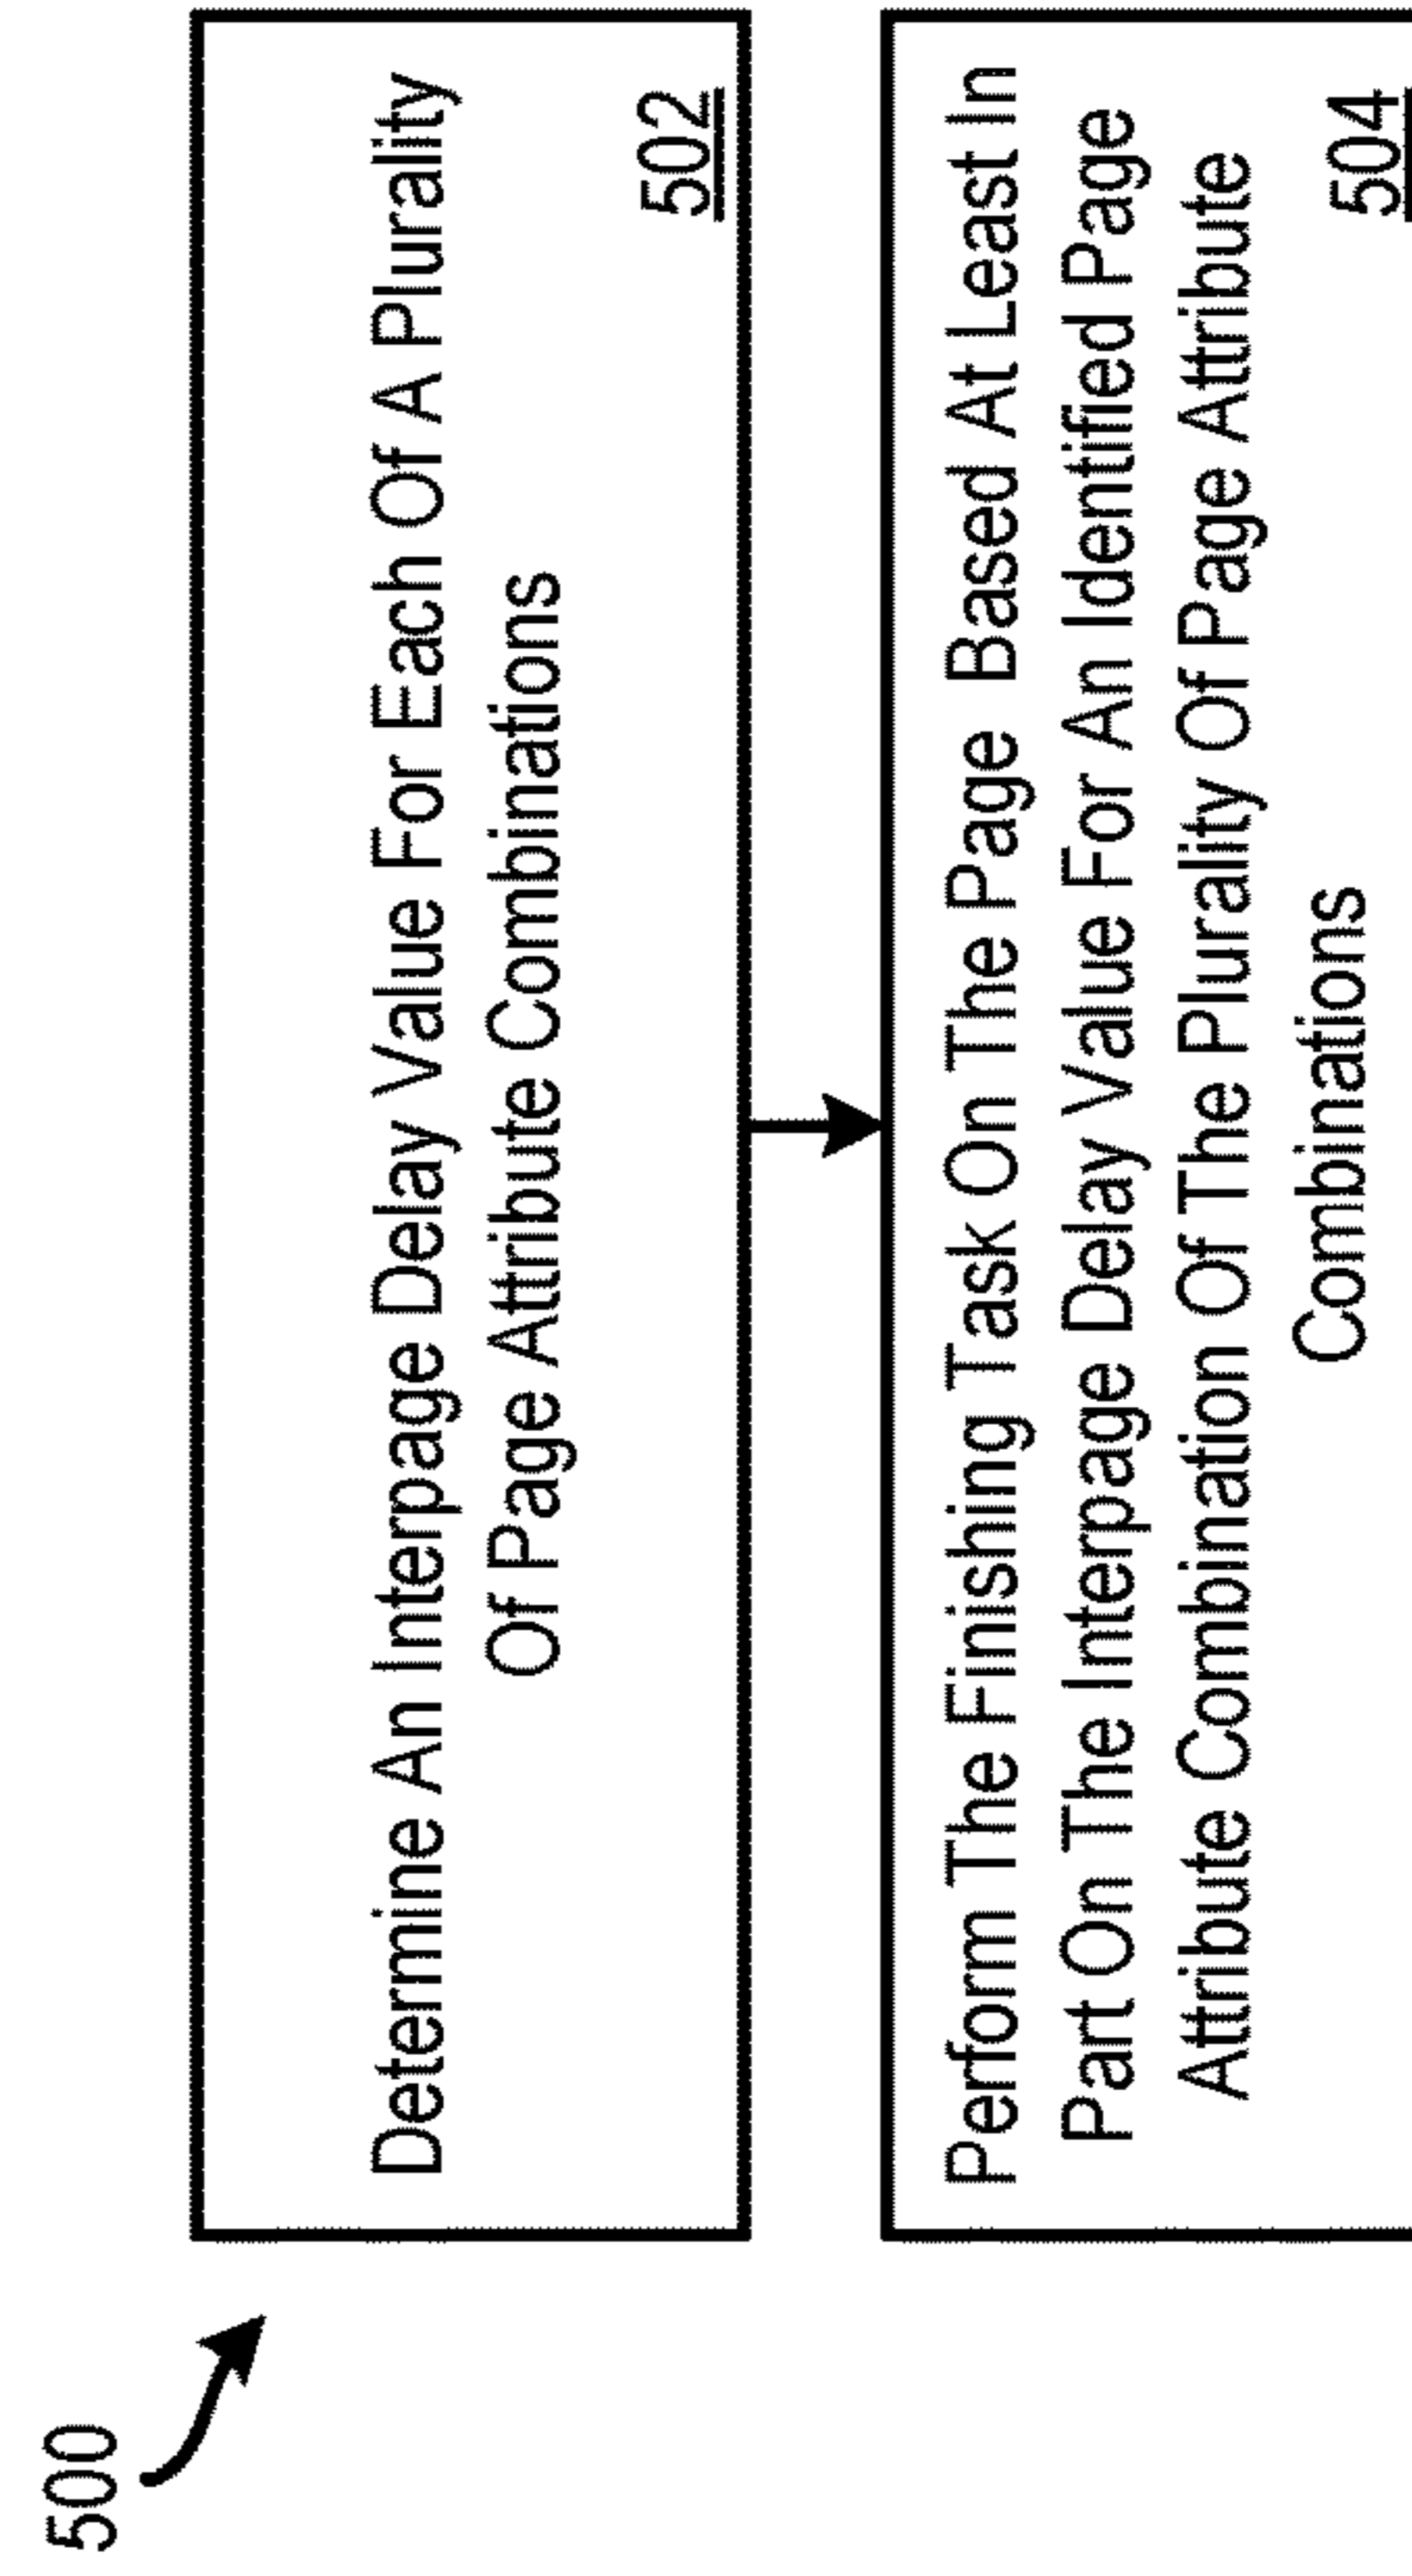 500
Determine An Interpage Delay Value For Each Of A Plurality
Of Page Attribute Combinations
502
Perform The Finishing Task On The Page Based At Least In
Part On The Interpage Delay Value For An Identified Page
Attribute Combination Of The Plurality Of Page Attribute
Combinations
504